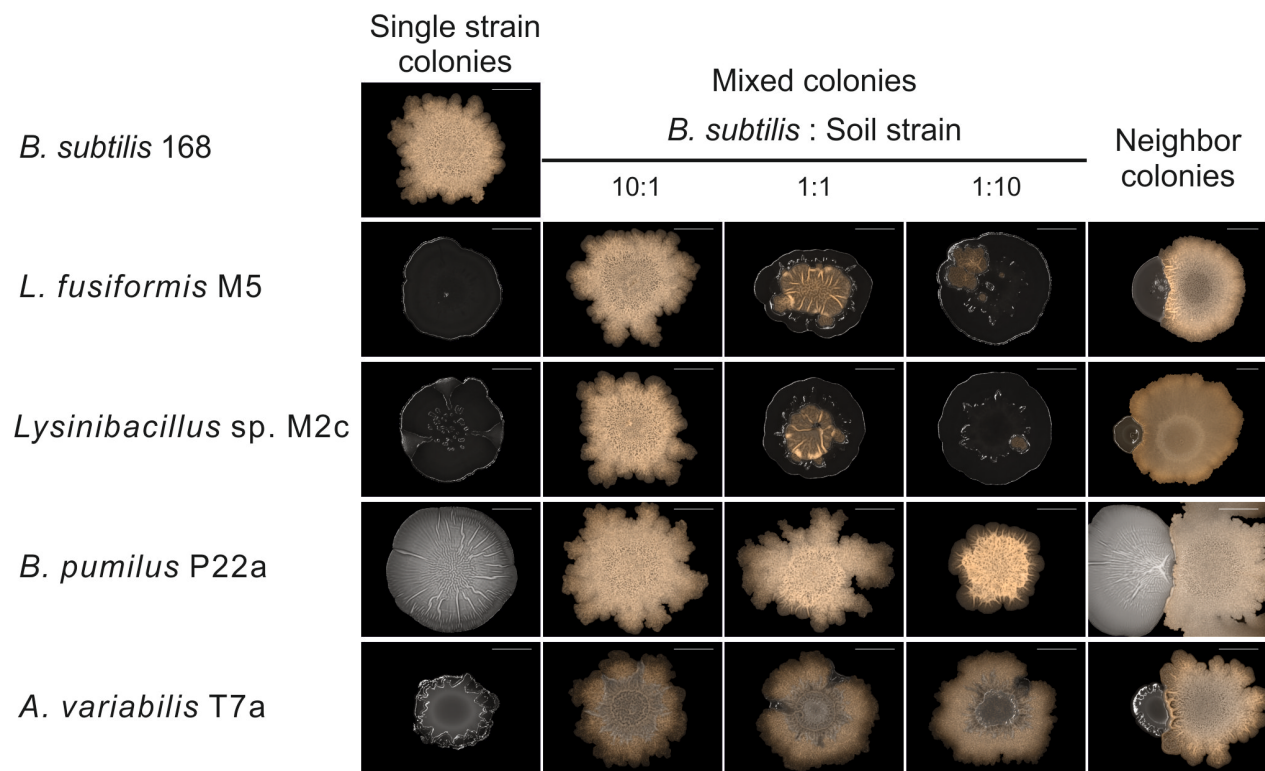 Single strain
colonies
Mixed colonies
B. subtilis : Soil strain
Neighbor
colonies
10:1
1:1
1:10
B. subtilis 168
L. fusiformis M5
Lysinibacillus sp. M2c
B. pumilus P22a
A. variabilis T7a